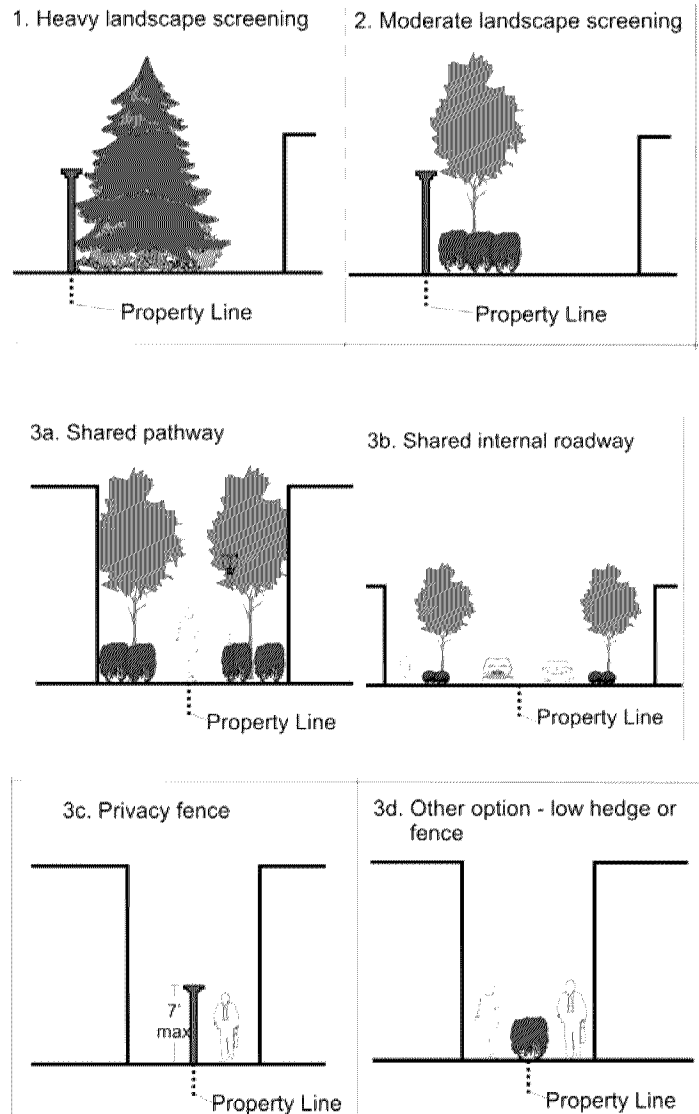 1. Heavy landscape screening
2. Moderate landscape screening
Property Line
Property Line
3a. Shared pathway
3b. Shared internal roadway
Property Line
Property Line
3c. Privacy fence
3d. Other option - low hedge or
fence
7'
max
Property Line
Property Line